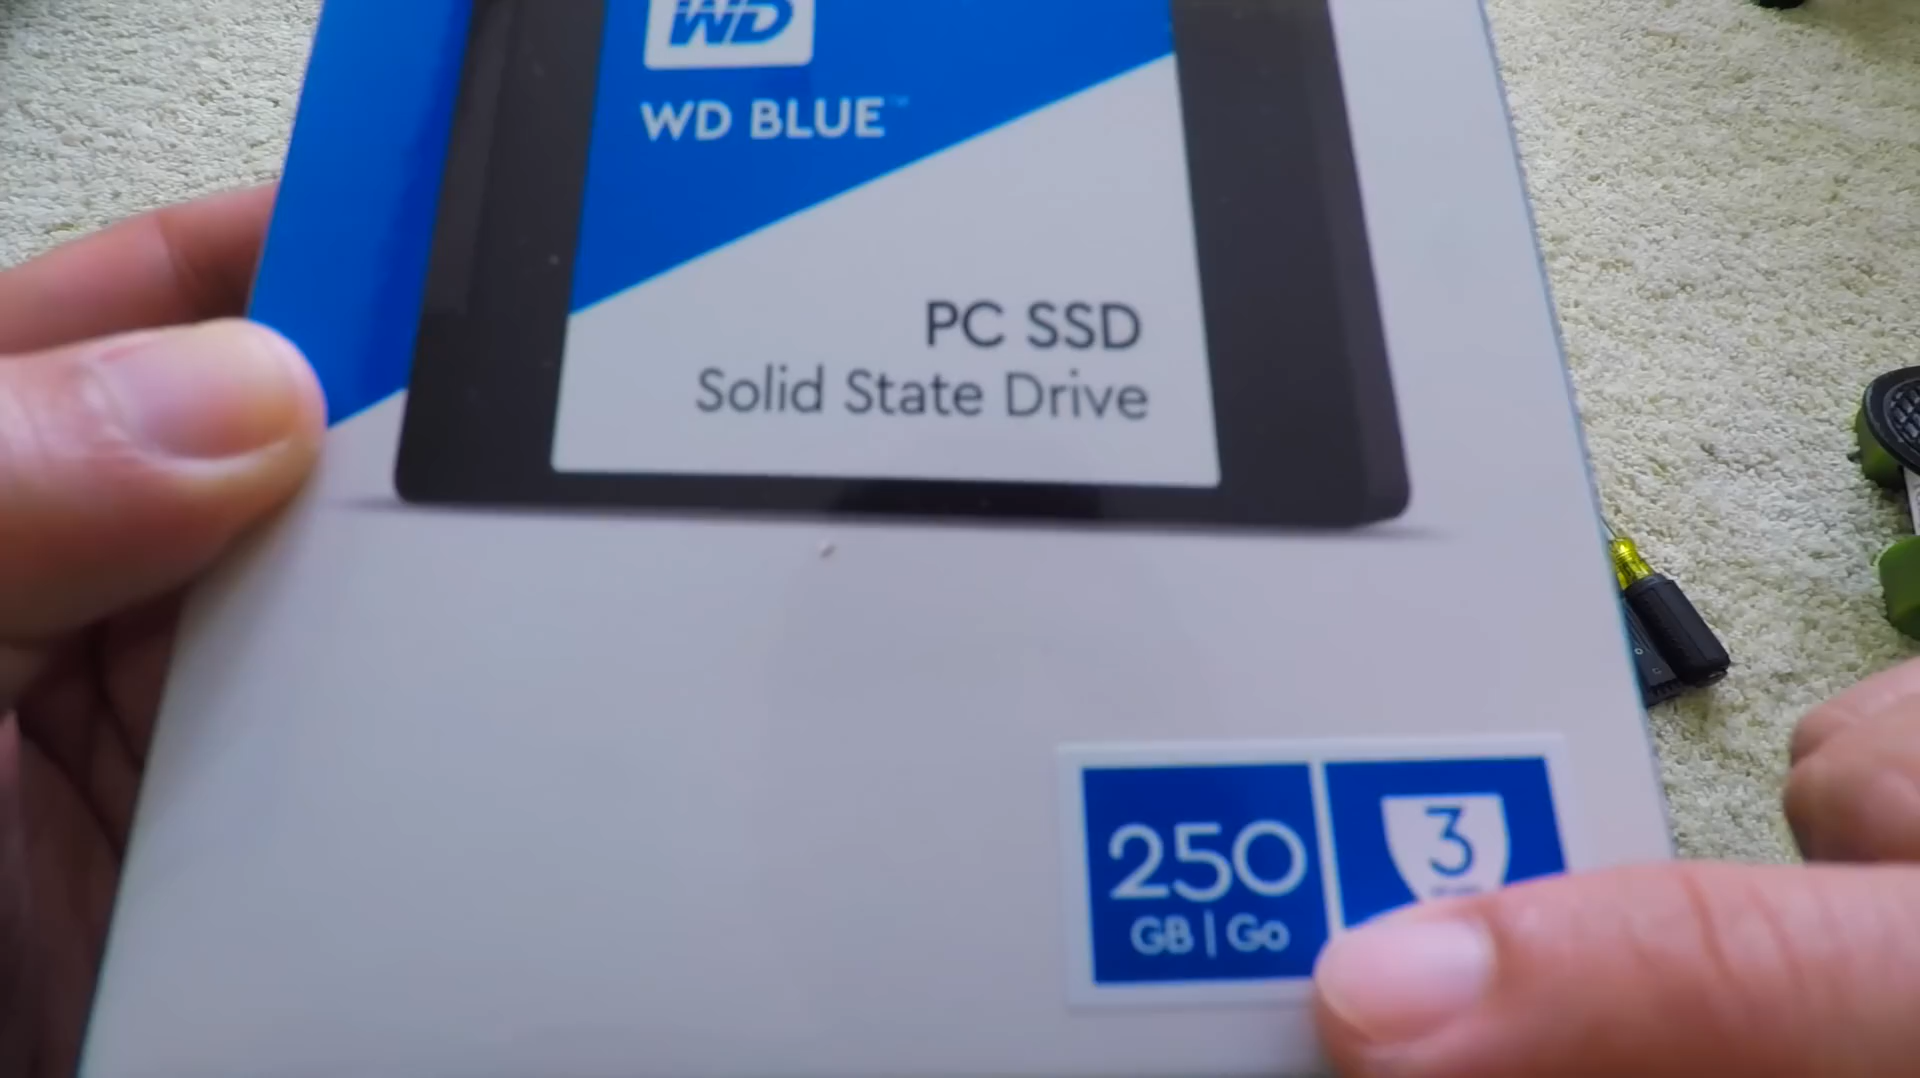 WD
WD BLUE™
PC SSD
Solid State Drive
250
GB | Go
3